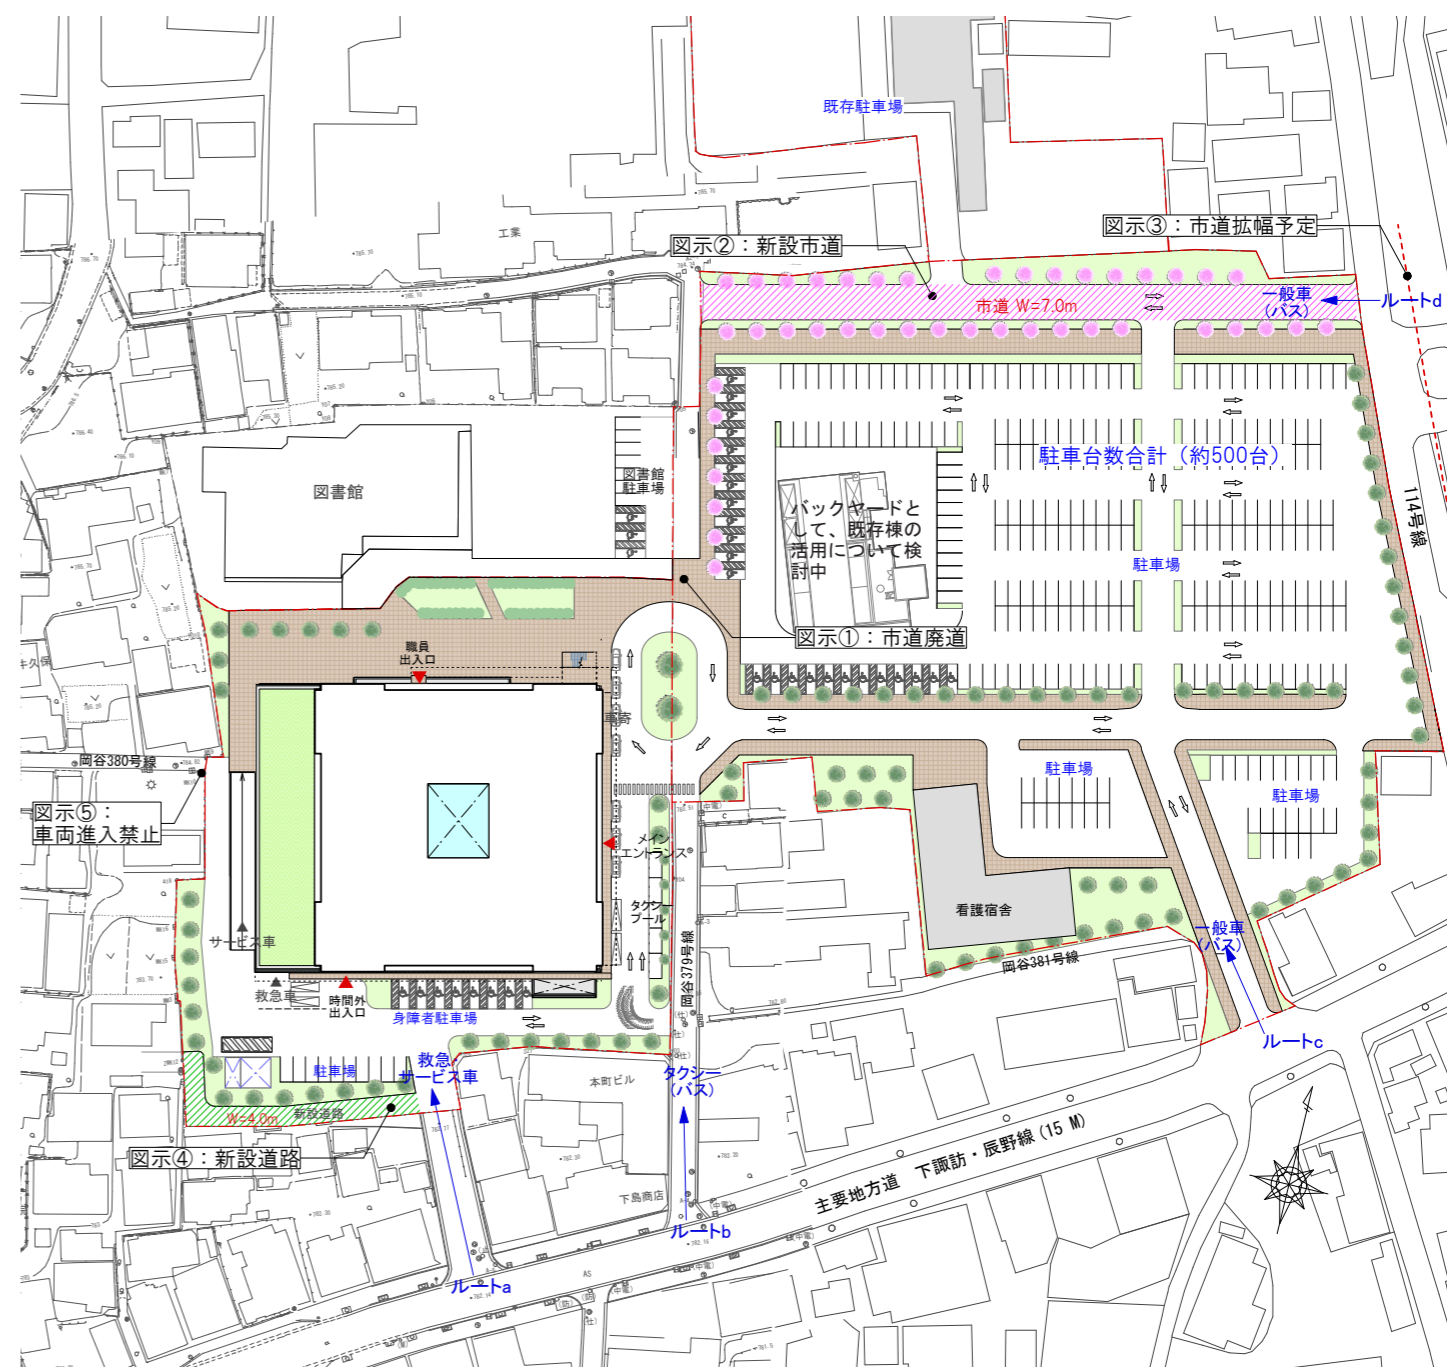 既存駐車場
図示③：市道拡幅予定
図示②：新設市道
工業
市道 W=7.0m
一般車
(バス)
ルートd
駐車台数合計（約500台）
図書館
図書館
駐車場
バックヤードと
して、既存棟の
活用について検
討中
114号線
駐車場
図示①：市道廃道
職員
出入口
車寄
牛久保
岡谷380号線
図示⑤：
車両進入禁止
駐車場
駐車場
メイン
エントランス
タクシー
プール
看護宿舎
サービス車
岡谷379号線
岡谷381号線
一般車
(バス)
救急車
時間外
出入口
身障者駐車場
ルートc
駐車場
救急・
サービス車
本町ビル
タクシー
(バス)
W=4.0m
新設道路
図示④：新設道路
下島商店
主要地方道　下諏訪・辰野線(15 M)
ルートb
ルートa
AS